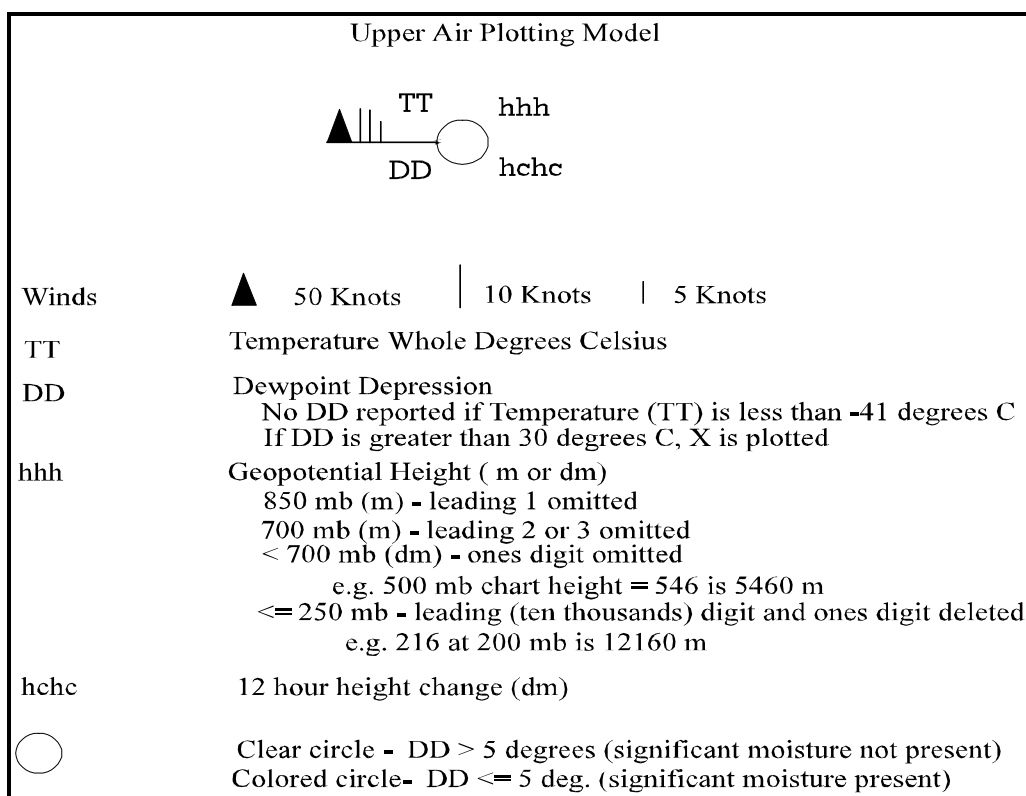 Upper Air Plotting Model
TT hhh
DD hchc
Winds 50 Knots 10 Knots 5 Knots
TT Temperature Whole Degrees Celsius
DD Dewpoint Depression
No DD reported if Temperature (TT) is less than -41 degrees C
If DD is greater than 30 degrees C, X is plotted
hhh Geopotential Height ( m or dm)
850 mb (m) - leading 1 omitted
700 mb (m) - leading 2 or 3 omitted
< 700 mb (dm) - ones digit omitted
e.g. 500 mb chart height = 546 is 5460 m
<= 250 mb - leading (ten thousands) digit and ones digit deleted
e.g. 216 at 200 mb is 12160 m
hchc 12 hour height change (dm)
Clear circle - DD > 5 degrees (significant moisture not present)
Colored circle- DD <= 5 deg. (significant moisture present)